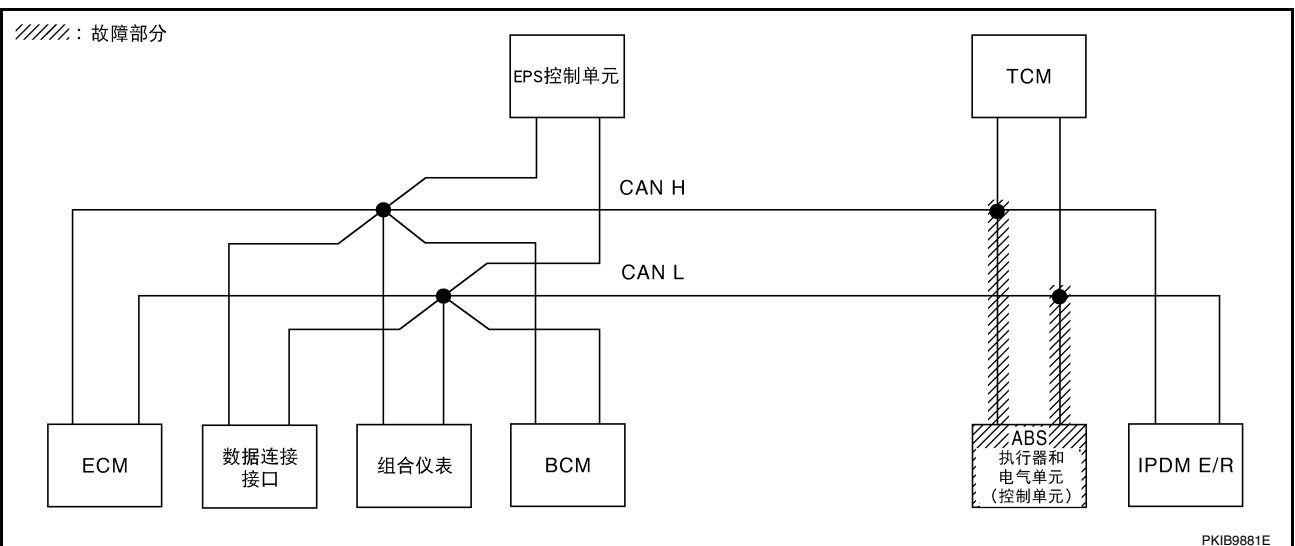 ：故障部分
EPS控制单元
TCM
CAN H
CAN L
ECM
数据连接
接口
组合仪表
BCM
ABS
执行器和
电气单元
（控制单元）
IPDM E/R
PKIB9881E